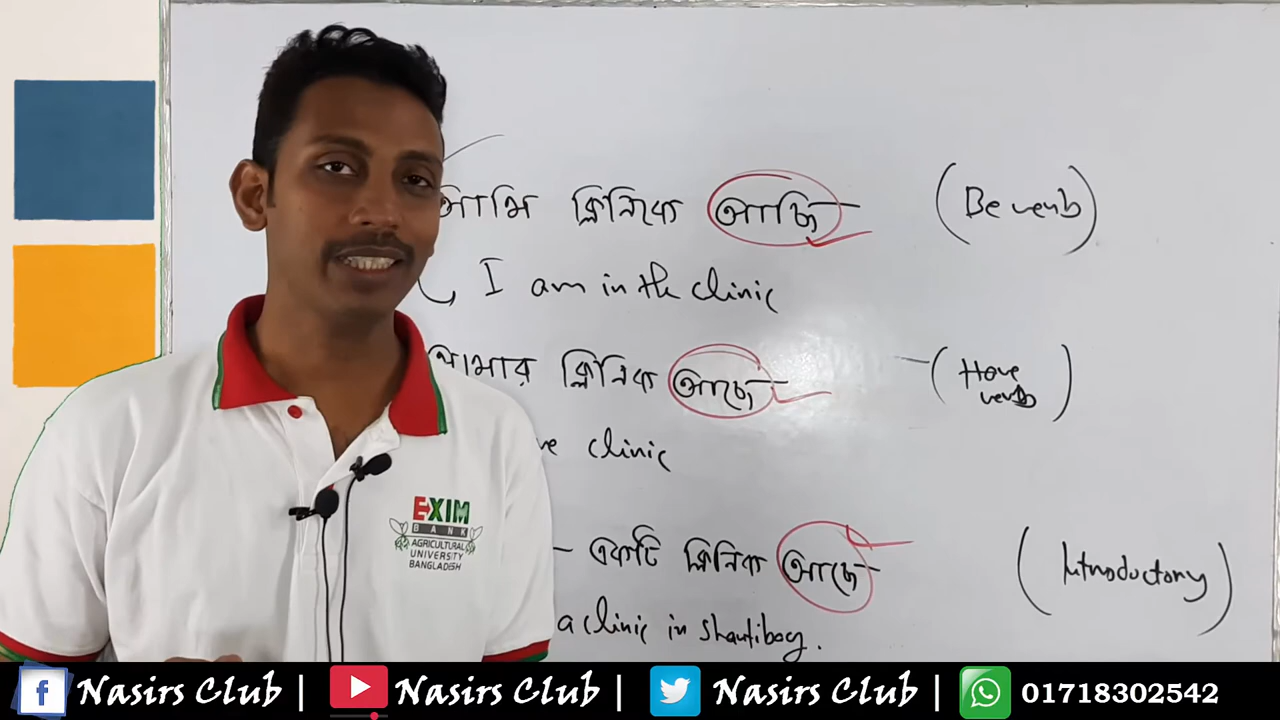 আমি ক্লিনিকে আছি (Be verb)
I am in the clinic
আমার ক্লিনিক আছে (Have verb)
clinic
একটি ক্লিনিক আছে (Introductory)
a clinic in Shantibag.
EXIM
BANK
AGRICULTURAL
UNIVERSITY
BANGLADESH
f Nasirs Club | Nasirs Club | Nasirs Club | 01718302542